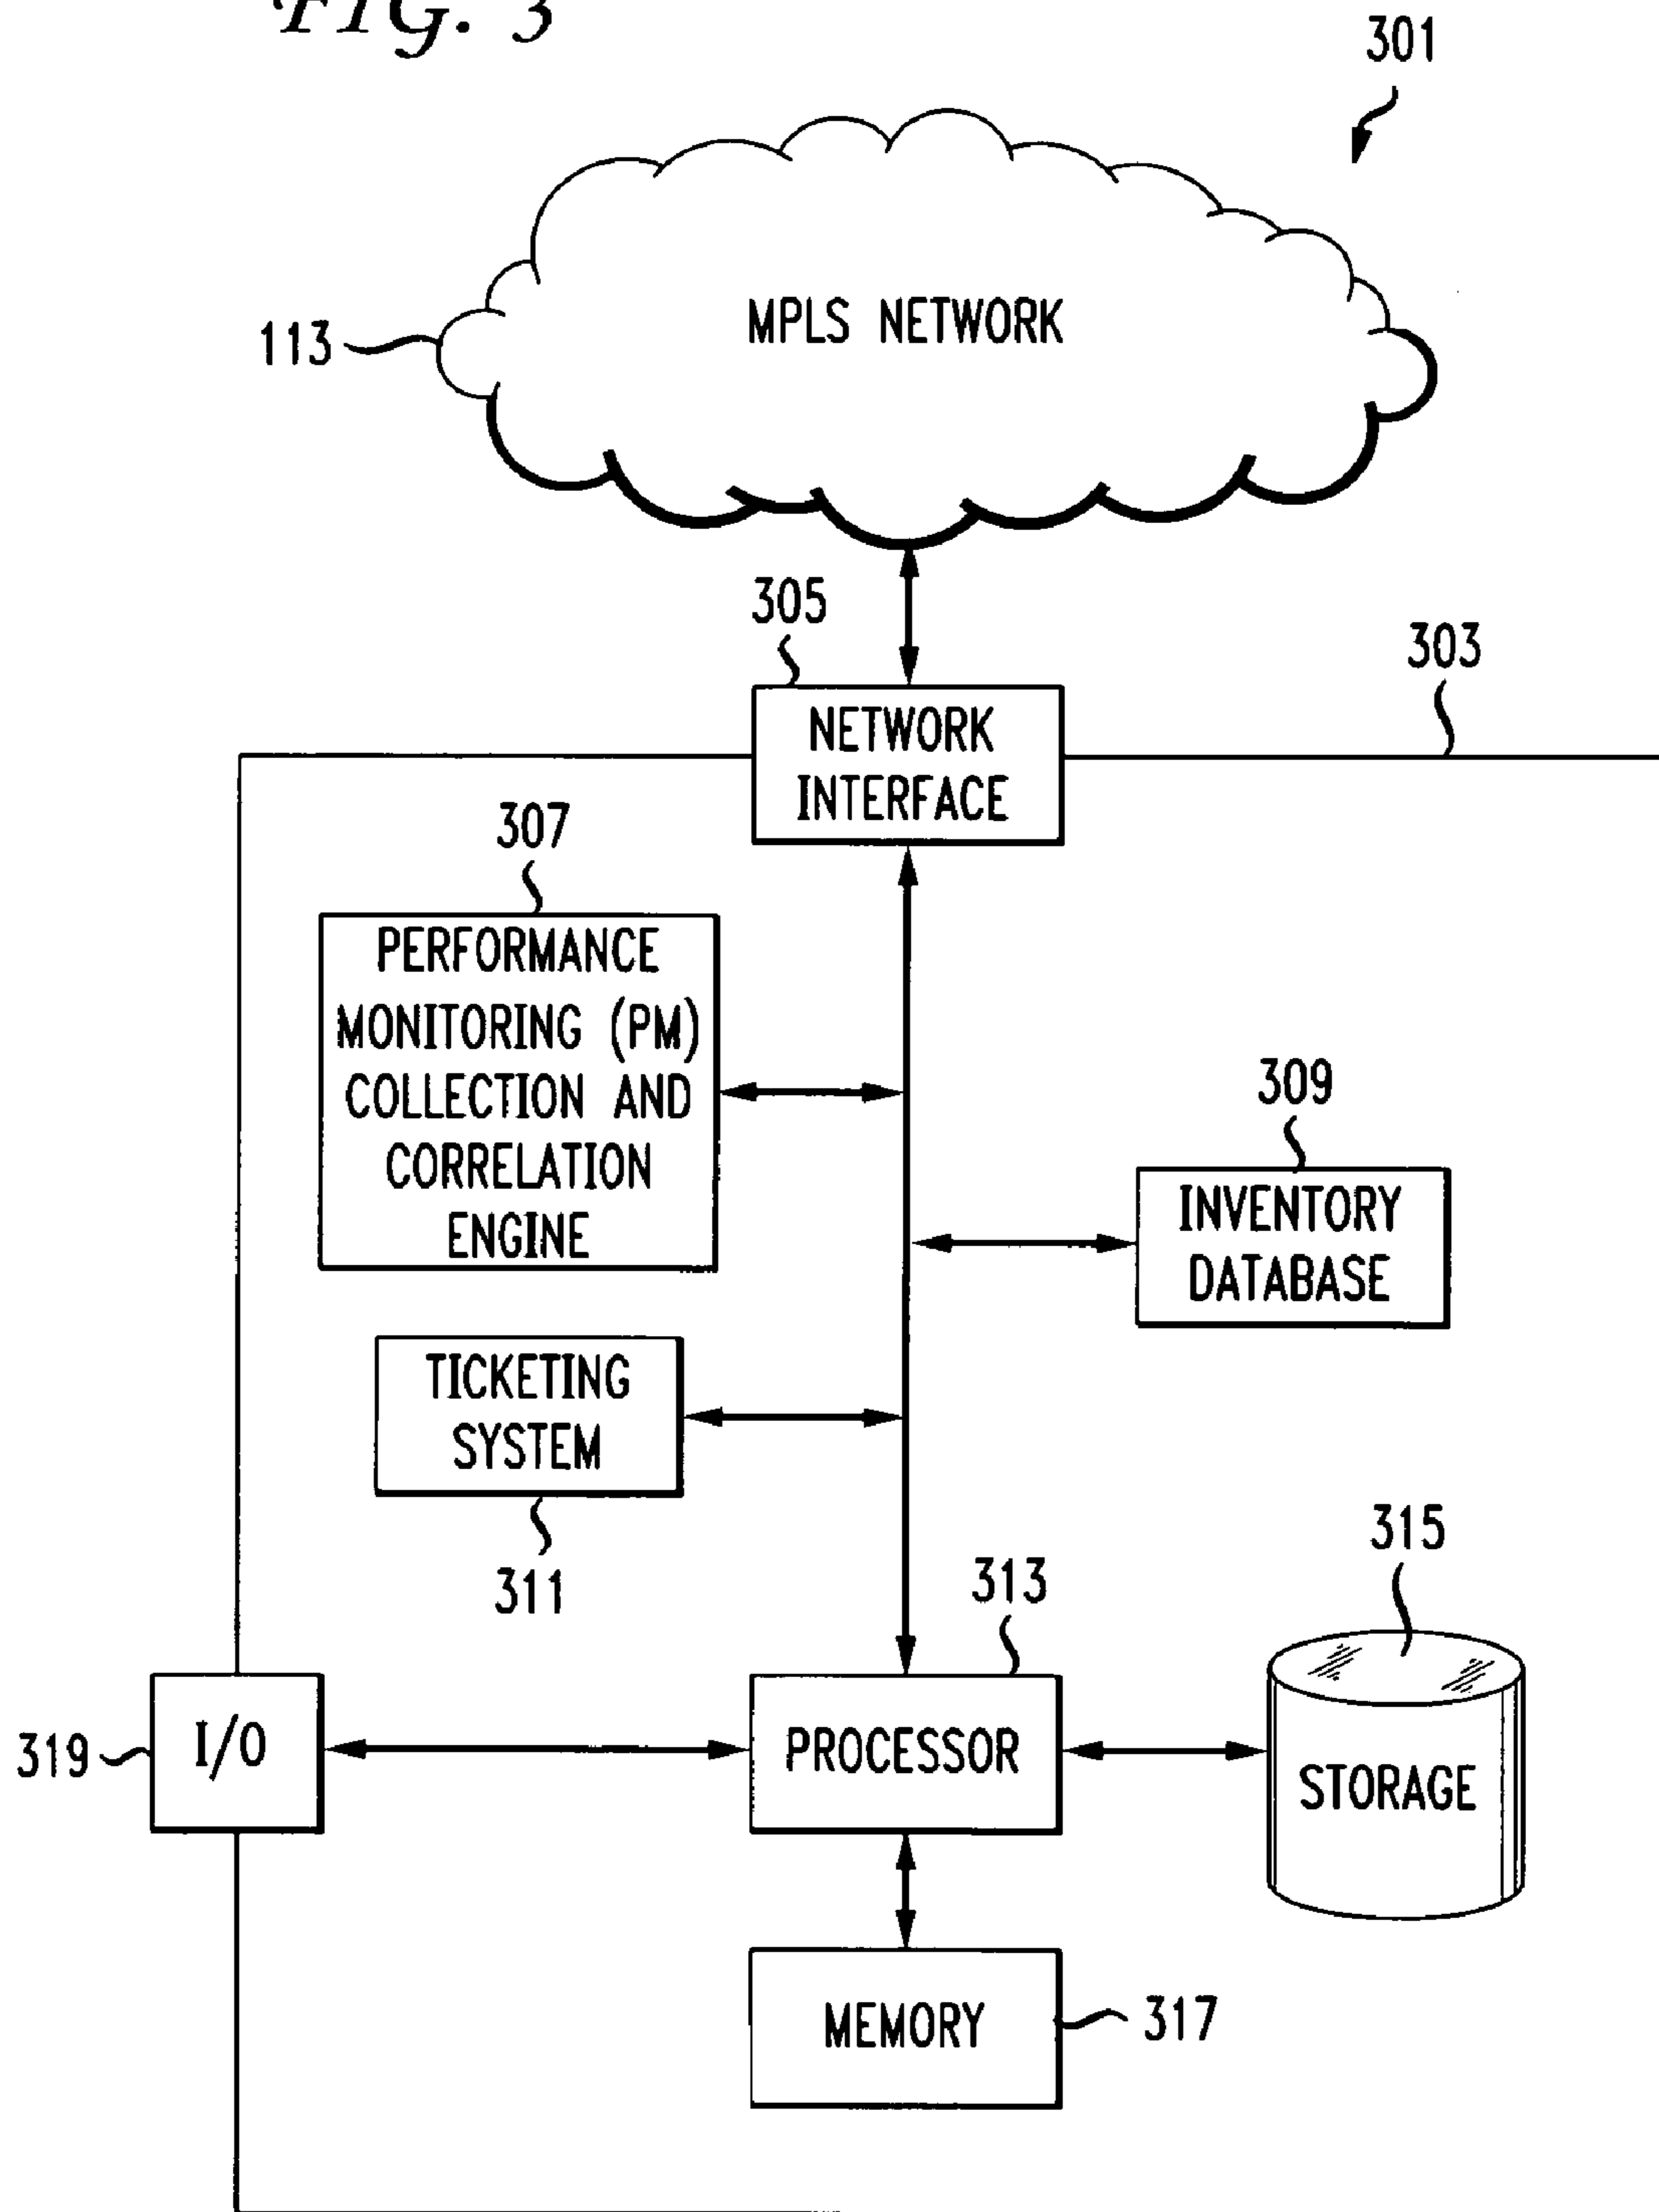 FIG. 3
301
MPLS NETWORK
113
305
303
NETWORK
INTERFACE
307
PERFORMANCE
MONITORING (PM)
COLLECTION AND
CORRELATION
ENGINE
309
INVENTORY
DATABASE
TICKETING
SYSTEM
311
313
315
319
I/O
PROCESSOR
STORAGE
MEMORY
317